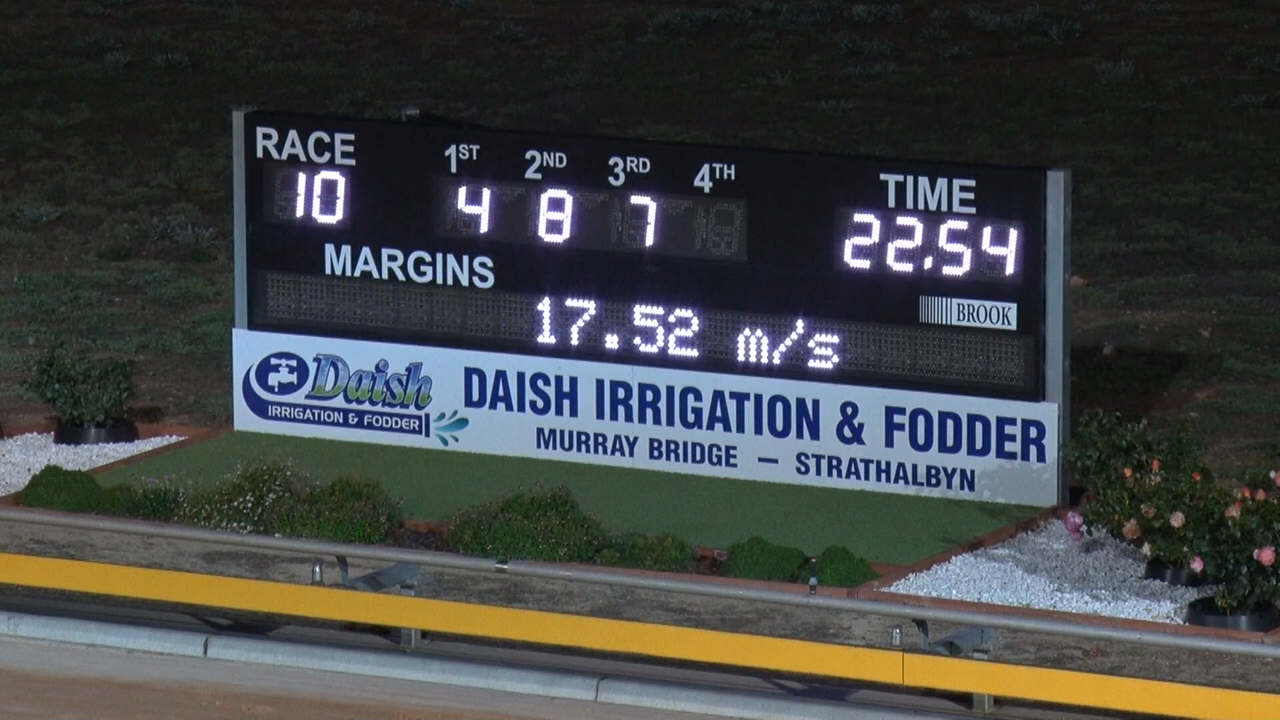 RACE 1ST 2ND 3RD 4TH TIME
10 4 8 7 22.54
MARGINS
17.52 m/s
BROOK
Daish
IRRIGATION & FODDER
DAISH IRRIGATION & FODDER
MURRAY BRIDGE — STRATHALBYN